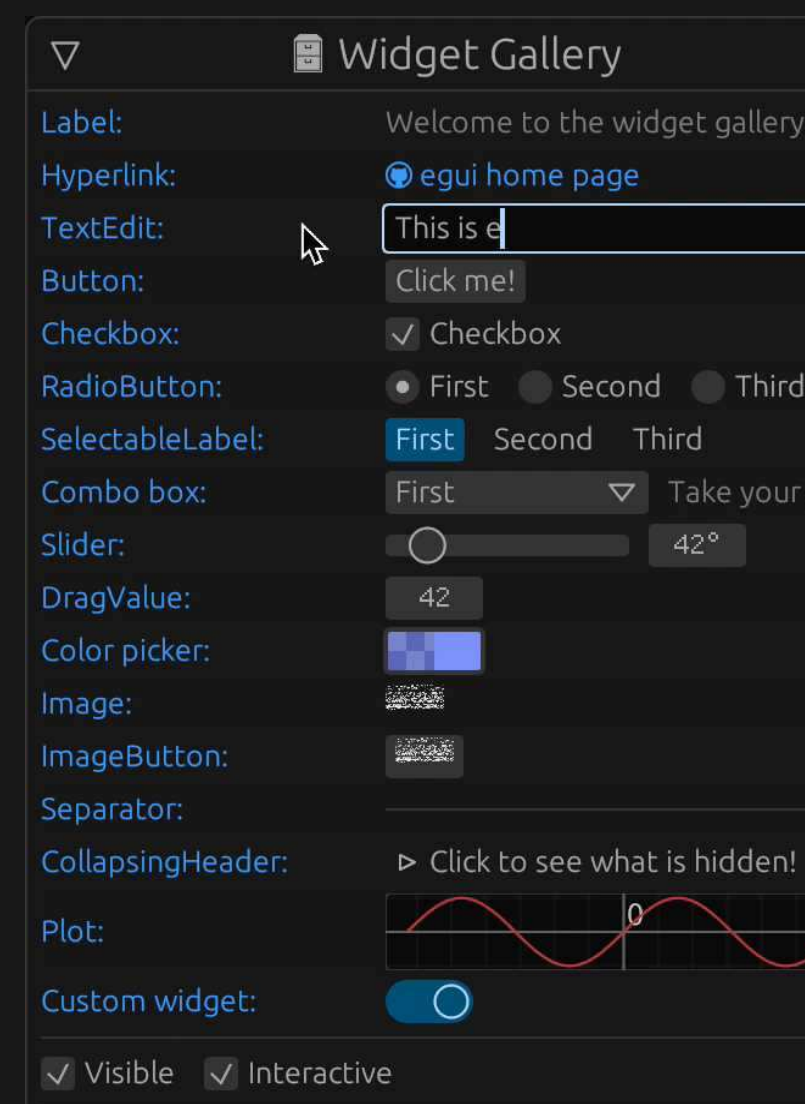 Widget Gallery
Label: Welcome to the widget gallery
Hyperlink: egui home page
TextEdit: This is e
Button: Click me!
Checkbox: Checkbox
RadioButton: First Second Third
SelectableLabel: First Second Third
Combo box: First Take your
Slider: 42°
DragValue: 42
Color picker:
Image:
ImageButton:
Separator:
CollapsingHeader: Click to see what is hidden!
Plot: 0
Custom widget:
Visible Interactive